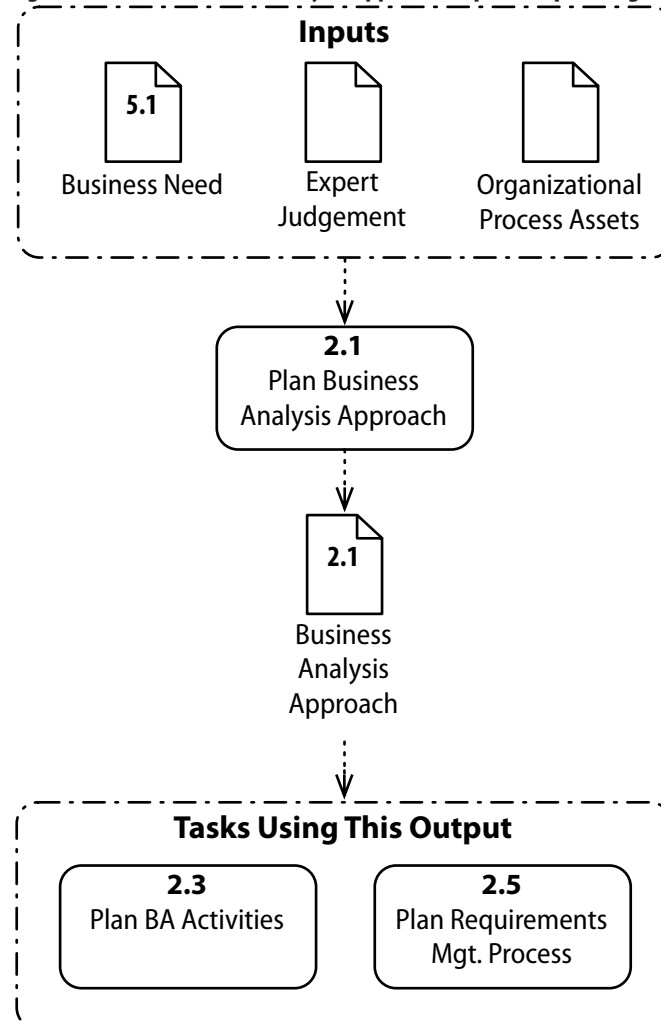 Inputs
5.1
Business Need
Expert
Judgement
Organizational
Process Assets
2.1
Plan Business
Analysis Approach
2.1
Business
Analysis
Approach
Tasks Using This Output
2.3
Plan BA Activities
2.5
Plan Requirements
Mgt. Process